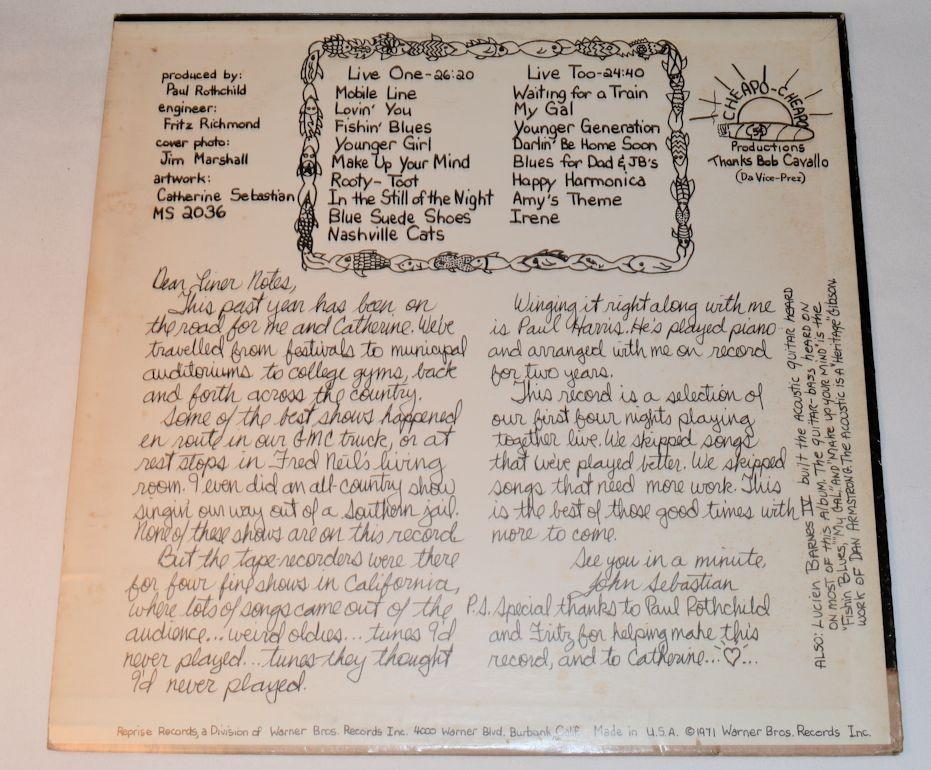 produced by:
Paul Rothchild
engineer:
Fritz Richmond
cover photo:
Jim Marshall
artwork:
Catherine Sebastian
MS 2036
Live One-26:20
Mobile Line
Lovin' You
Fishin' Blues
Younger Girl
Make Up Your Mind
Rooty-Toot
In the Still of the Night
Blue Suede Shoes
Nashville Cats
Live Too-24:40
Waiting for a Train
My Gal
Younger Generation
Darlin' Be Home Soon
Blues for Dad & JB's
Happy Harmonica
Amy's Theme
Irene
CHEAPO-CHEAPO
Productions
Thanks Bob Cavallo
(Da Vice-Prez)
Dear Liner Notes,
This past year has been on
the road for me and Catherine. We've
travelled from festivals to municipal
auditoriums to college gyms, back
and forth across the country.
Some of the best shows happened
en route in our GMC truck, or at
rest stops in Fred Neil's living
room. I even did an all-country show
singin' our way out of a Southern jail.
None of these shows are on this record.
But the tape-recorders were there
for four fine shows in California,
where lots of songs came out of the
audience... weird oldies... tunes I'd
never played... tunes they thought
I'd never played.
Winging it right along with me
is Paul Harris. He's played piano
and arranged with me on record
for two years.
This record is a selection of
our first four nights playing
together live. We skipped songs
that we've played better. We skipped
songs that need more work. This
is the best of those good times with
more to come.
See you in a minute,
John Sebastian
P.S. Special thanks to Paul Rothchild
and Fritz for helping make this
record, and to Catherine...♡...
ALSO: LUCIEN BARNES IV built the ACOUSTIC guitar HEARD
ON MOST OF this ALBUM. THE guitar-bass HEARD ON
"Fishin Blues," "My GAL" AND "MAKE up your MIND" is the
work OF DAN ARMSTRONG. The ACOUSTIC IS A "HERITAGE" Gibson.
Reprise Records, a Division of Warner Bros. Records Inc. 4000 Warner Blvd. Burbank, Calif. Made in U.S.A. ©1971 Warner Bros. Records Inc.